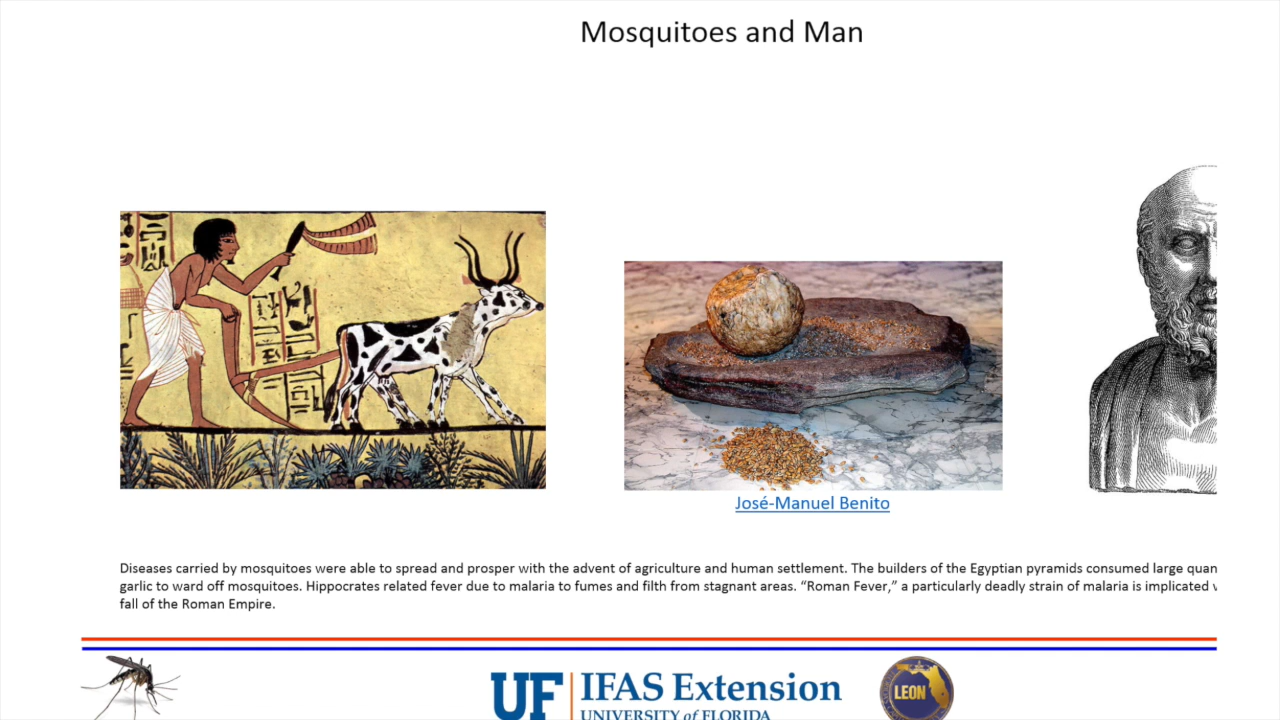 Mosquitoes and Man
José-Manuel Benito
Diseases carried by mosquitoes were able to spread and prosper with the advent of agriculture and human settlement. The builders of the Egyptian pyramids consumed large
garlic to ward off mosquitoes. Hippocrates related fever due to malaria to fumes and filth from stagnant areas. “Roman Fever,” a particularly deadly strain of malaria is implicated
fall of the Roman Empire.
UF IFAS Extension
UNIVERSITY of FLORIDA
LEON